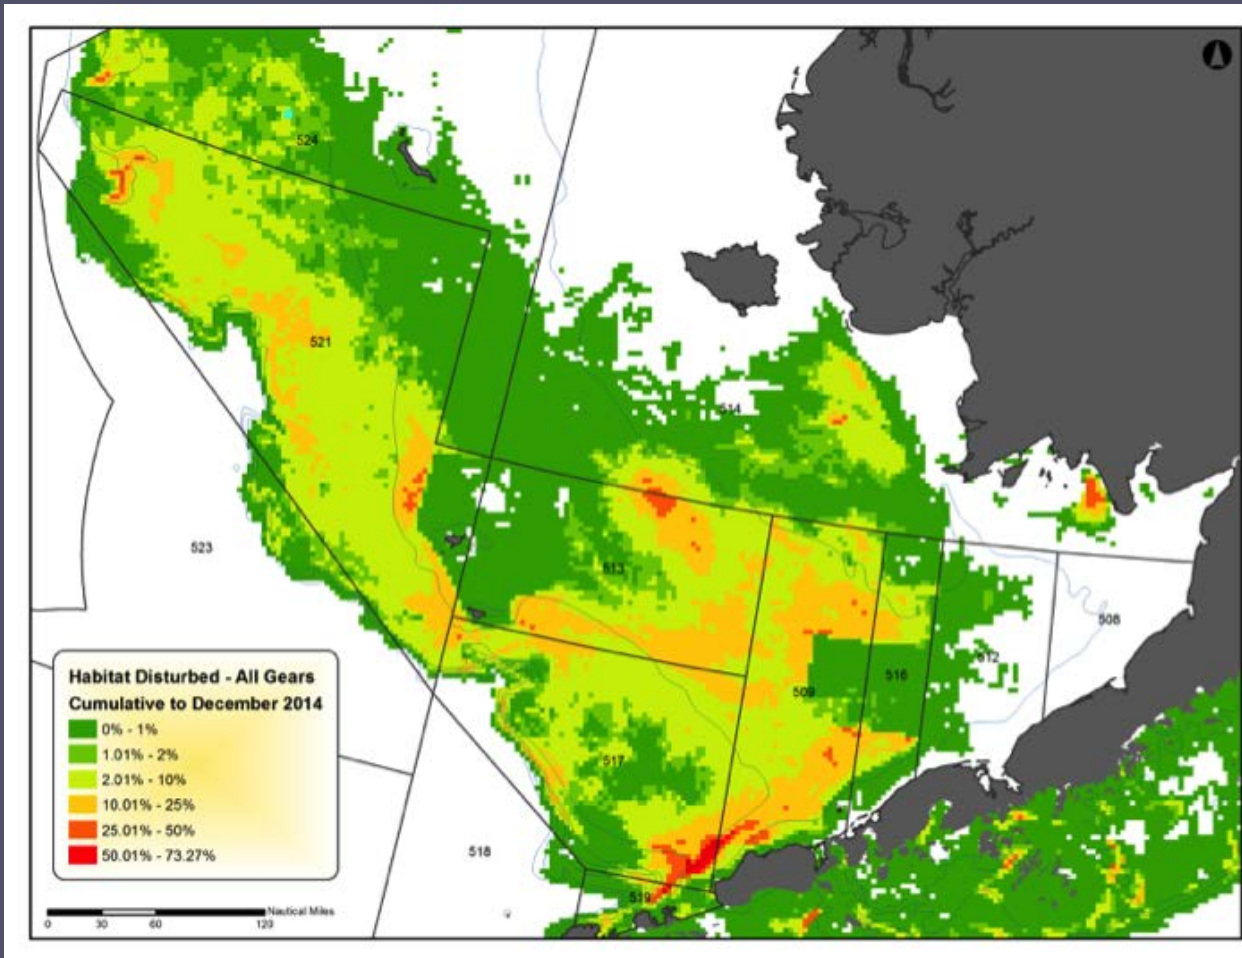 524
521
514
523
513
508
512
516
509
517
518
519
Habitat Disturbed - All Gears
Cumulative to December 2014
0% - 1%
1.01% - 2%
2.01% - 10%
10.01% - 25%
25.01% - 50%
50.01% - 73.27%
Nautical Miles
0 30 60 120